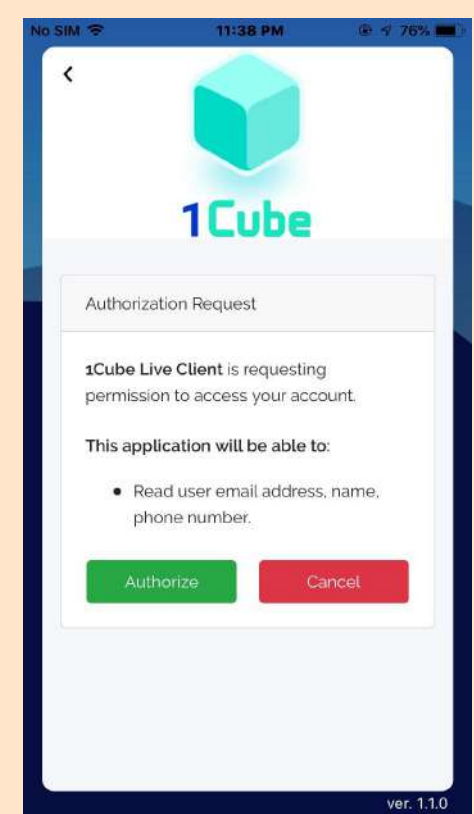 No SIM 11:38 PM 76%
1Cube
Authorization Request
1Cube Live Client is requesting
permission to access your account.
This application will be able to:
• Read user email address, name,
phone number.
Authorize Cancel
ver. 1.1.0